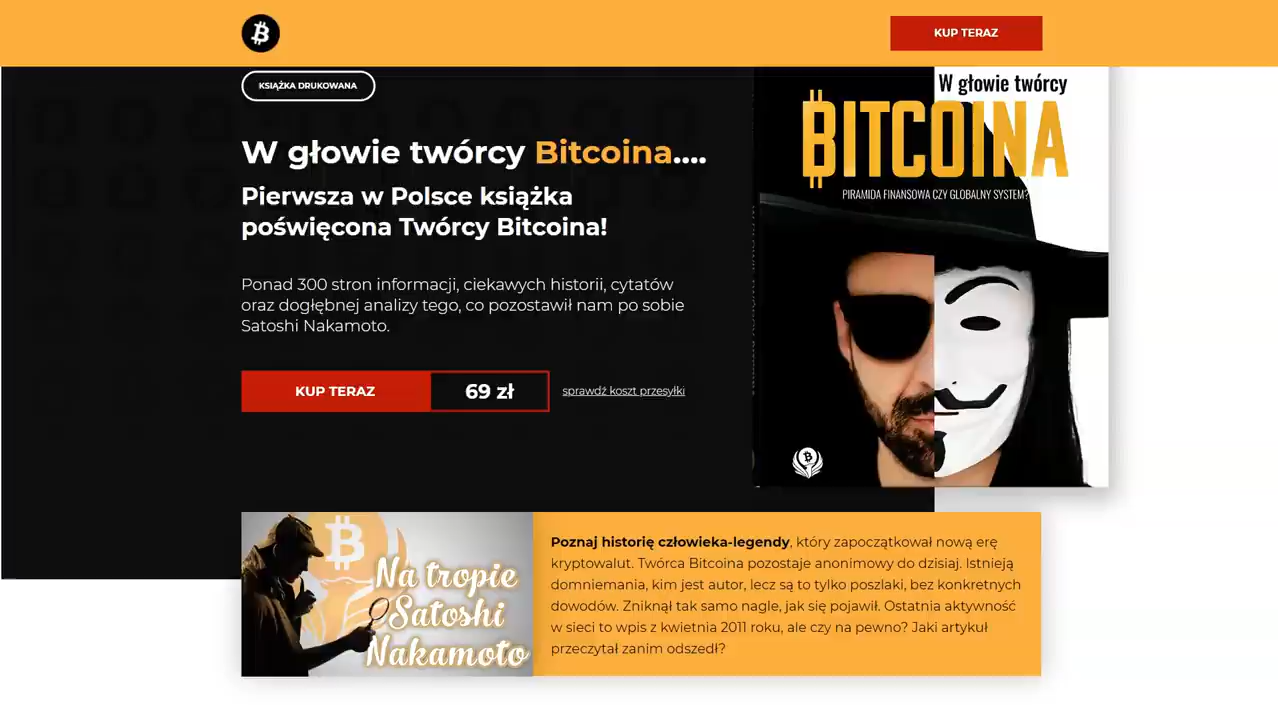 KUP TERAZ
KSIĄŻKA DRUKOWANA
W głowie twórcy Bitcoina....
Pierwsza w Polsce książka
poświęcona Twórcy Bitcoina!
Ponad 300 stron informacji, ciekawych historii, cytatów
oraz dogłębnej analizy tego, co pozostawił nam po sobie
Satoshi Nakamoto.
KUP TERAZ
69 zł
sprawdź koszt przesyłki
W głowie twórcy
BITCOINA
PIRAMIDA FINANSOWA CZY GLOBALNY SYSTEM?
Na tropie
Satoshi
Nakamoto
Poznaj historię człowieka-legendy, który zapoczątkował nową erę
kryptowalut. Twórca Bitcoina pozostaje anonimowy do dzisiaj. Istnieją
domniemania, kim jest autor, lecz są to tylko poszlaki, bez konkretnych
dowodów. Zniknął tak samo nagle, jak się pojawił. Ostatnia aktywność
w sieci to wpis z kwietnia 2011 roku, ale czy na pewno? Jaki artykuł
przeczytał zanim odszedł?